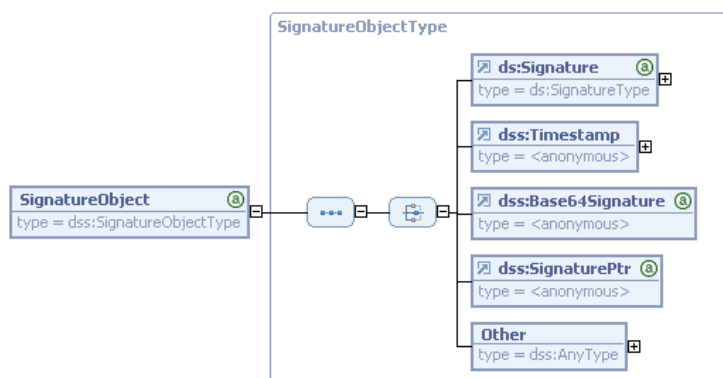 SignatureObjectType
ds:Signature
type = ds:SignatureType
dss:Timestamp
type = <anonymous>
SignatureObject
type = dss:SignatureObjectType
dss:Base64Signature
type = <anonymous>
dss:SignaturePtr
type = <anonymous>
Other
type = dss:AnyType